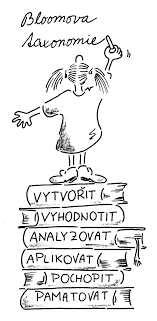 Bloomova
taxonomie
VYTVOŘIT
VYHODNOTIT
ANALYZOVAT
APLIKOVAT
POCHOPIT
PAMATOVAT